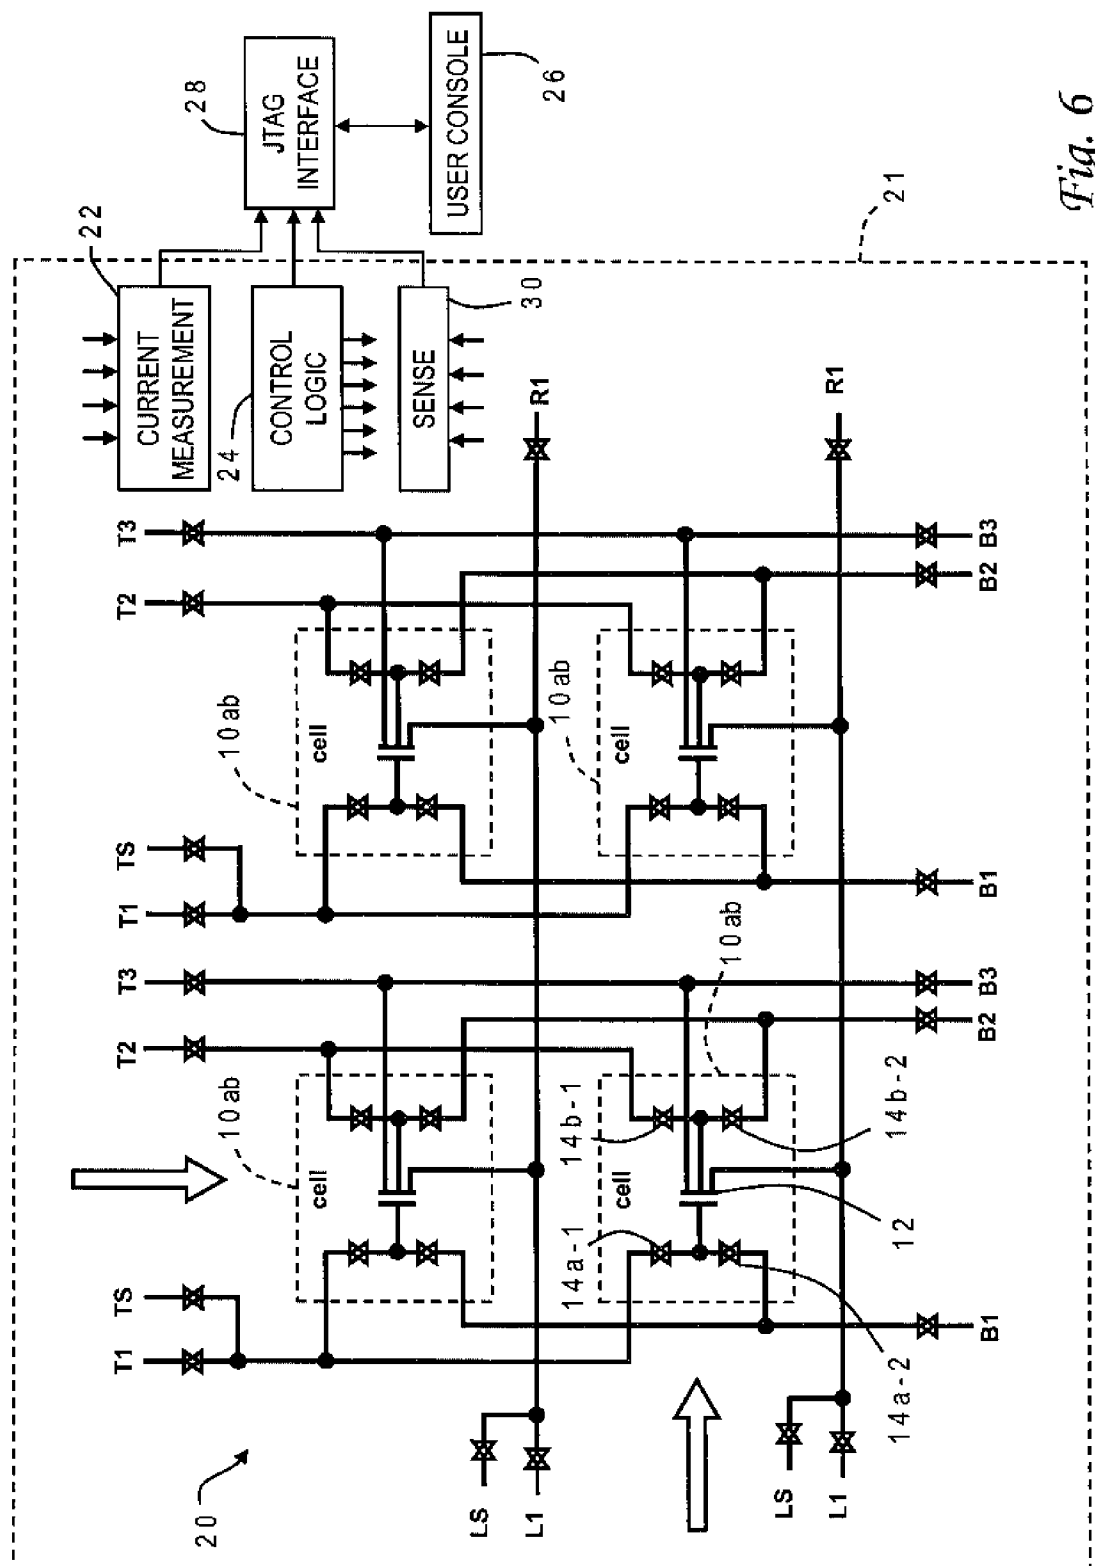 20
T1
TS
T2
T3
T1
TS
T2
T3
22
CURRENT
MEASUREMENT
24
CONTROL
LOGIC
SENSE
30
28
JTAG
INTERFACE
USER CONSOLE
26
10ab
cell
10ab
cell
LS
L1
R1
14a-1
cell
14b-1
10ab
10ab
cell
14a-2
12
14b-2
LS
L1
R1
B1
B2
B3
B1
B2
B3
21
Fig. 6